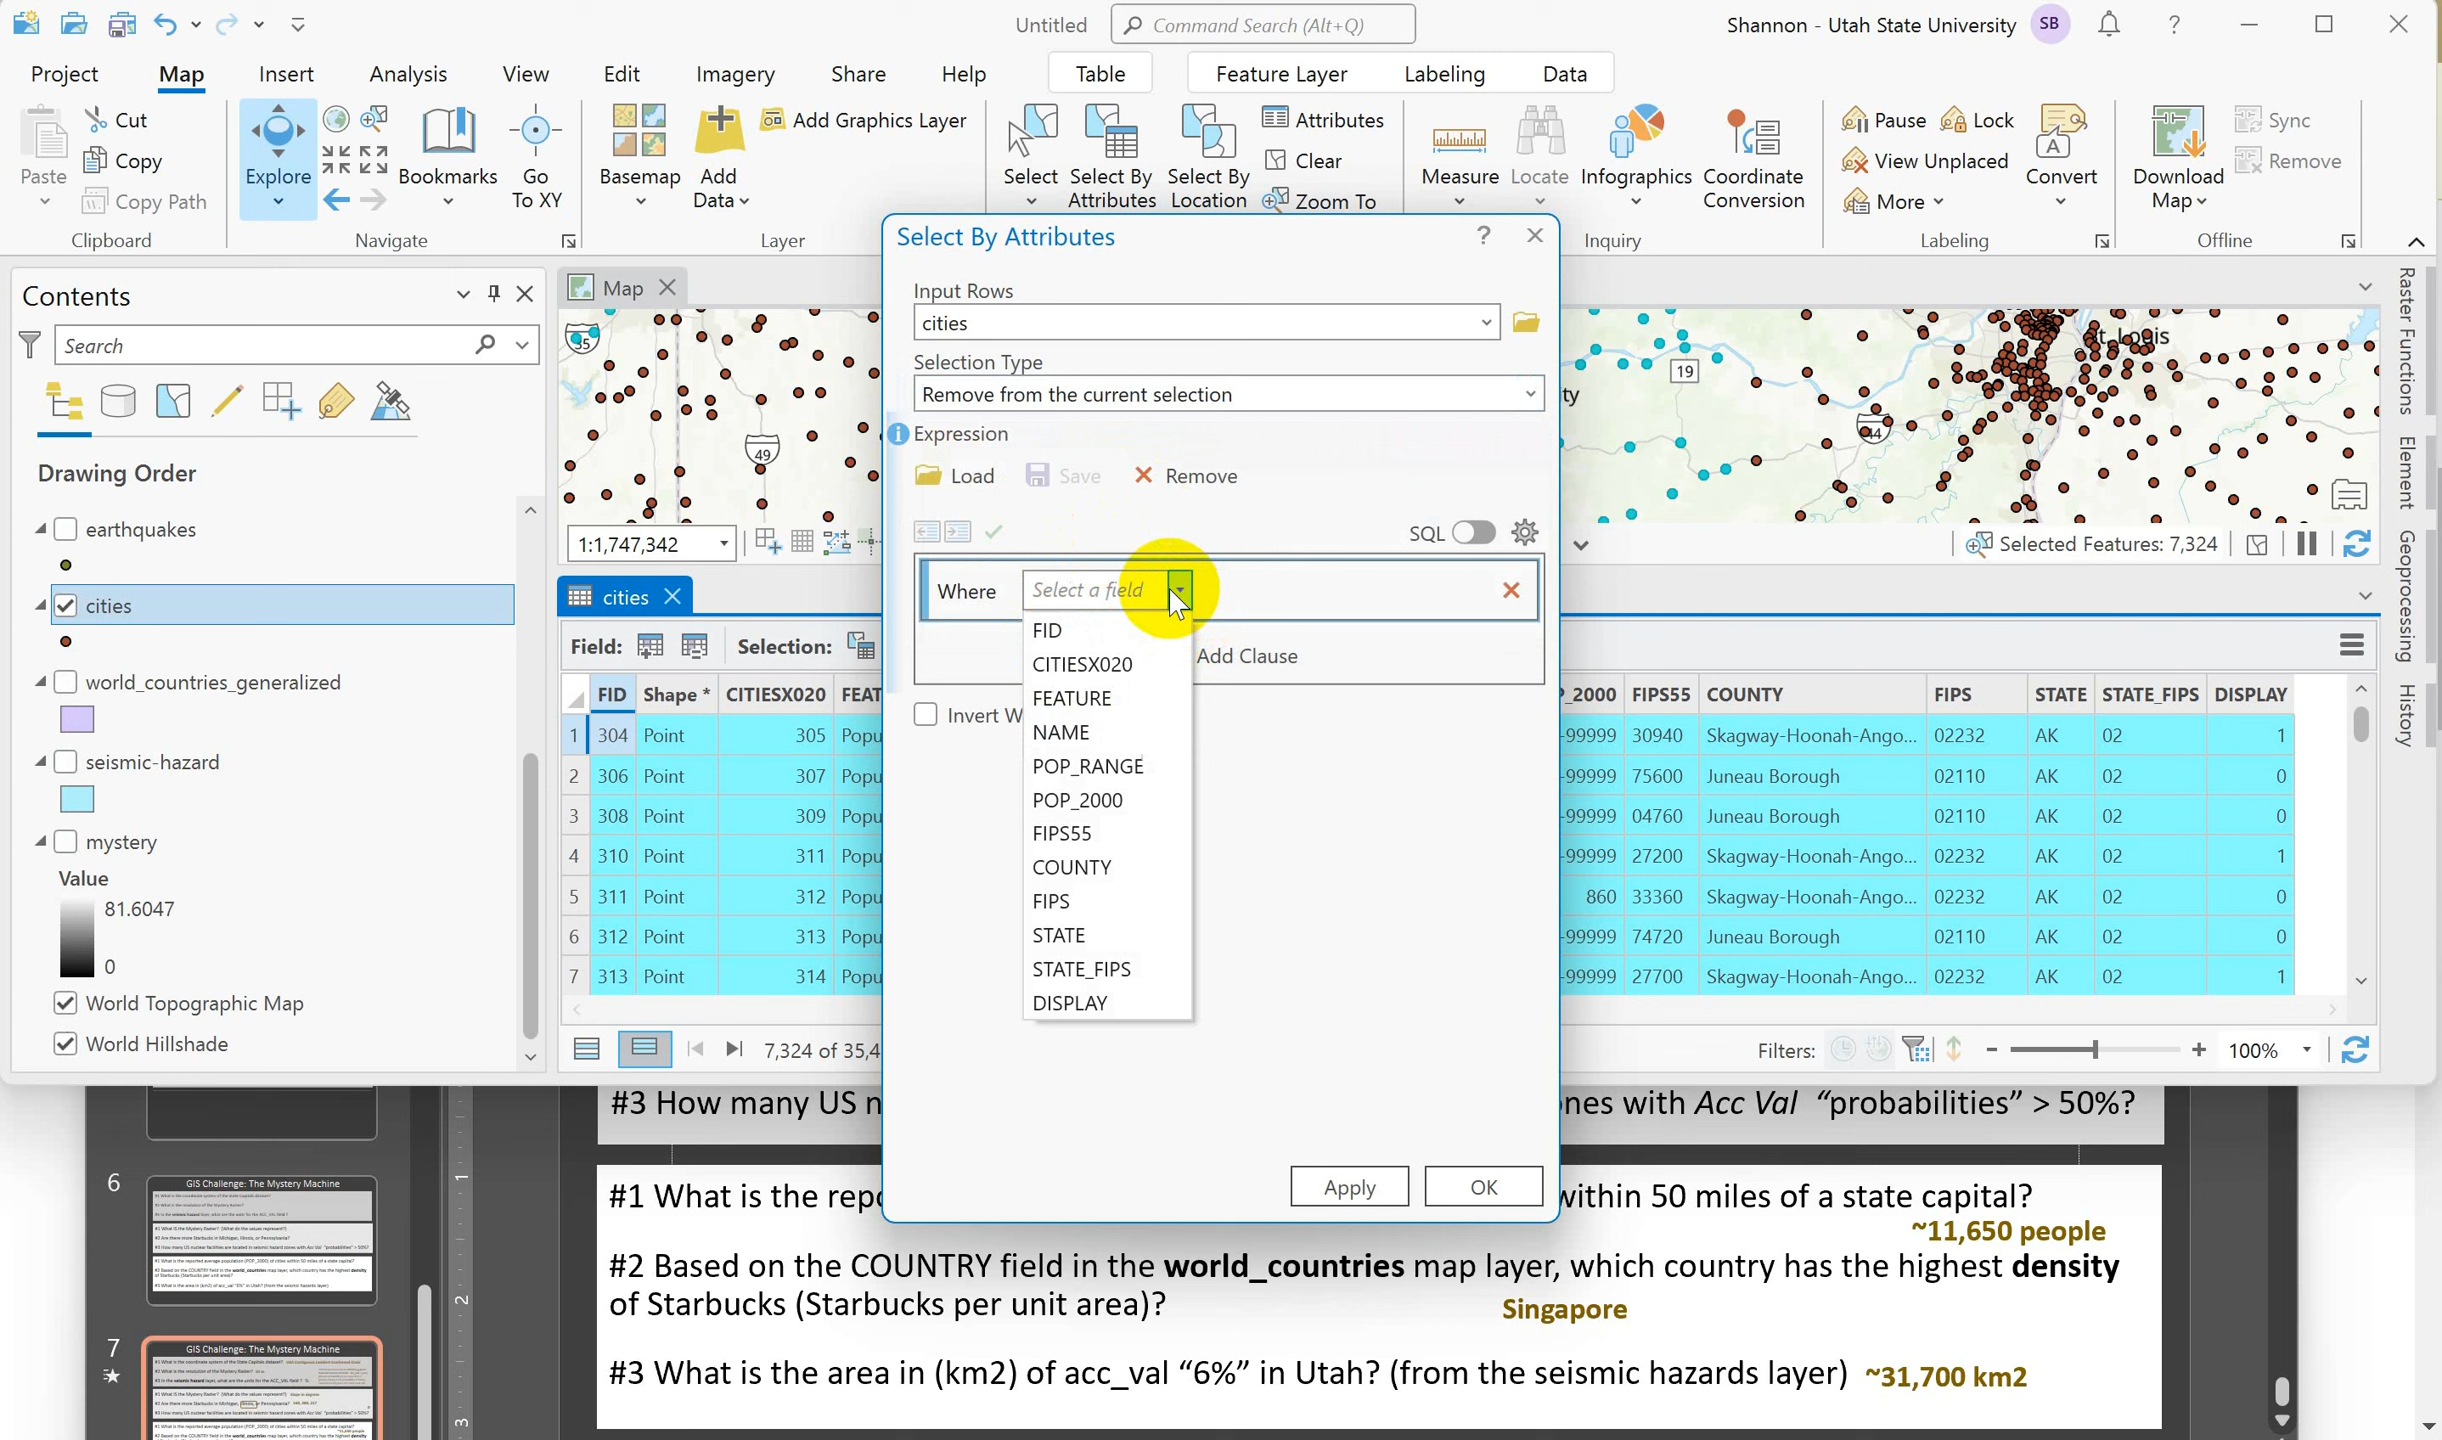 Untitled
Command Search (Alt+Q)
Shannon - Utah State University
SB
?
Project
Map
Insert
Analysis
View
Edit
Imagery
Share
Help
Table
Feature Layer
Labeling
Data
Paste
Cut
Copy
Copy Path
Clipboard
Explore
Bookmarks
Go
To XY
Navigate
Basemap
Add
Data
Add Graphics Layer
Layer
Select
Select By
Attributes
Select By
Location
Attributes
Clear
Zoom To
Measure
Locate
Infographics
Coordinate
Conversion
Inquiry
Pause
Lock
View Unplaced
More
Convert
Labeling
Download
Map
Sync
Remove
Offline
Contents
Search
Drawing Order
earthquakes
cities
world_countries_generalized
seismic-hazard
mystery
Value
81.6047
0
World Topographic Map
World Hillshade
Map
35
49
19
44
St. Louis
ty
1:1,747,342
Selected Features: 7,324
Raster Functions
Element
Geoprocessing
History
Select By Attributes
?
Input Rows
cities
Selection Type
Remove from the current selection
Expression
Load
Save
Remove
SQL
Where
Select a field
FID
CITIESX020
FEATURE
NAME
POP_RANGE
POP_2000
FIPS55
COUNTY
FIPS
STATE
STATE_FIPS
DISPLAY
Add Clause
Invert W
Apply
OK
cities
Field:
Selection:
FID Shape * CITIESX020 FEAT _2000 FIPS55 COUNTY FIPS STATE STATE_FIPS DISPLAY
1 304 Point 305 Popu -99999 30940 Skagway-Hoonah-Ango... 02232 AK 02 1
2 306 Point 307 Popu -99999 75600 Juneau Borough 02110 AK 02 0
3 308 Point 309 Popu -99999 04760 Juneau Borough 02110 AK 02 0
4 310 Point 311 Popu -99999 27200 Skagway-Hoonah-Ango... 02232 AK 02 1
5 311 Point 312 Popu 860 33360 Skagway-Hoonah-Ango... 02232 AK 02 0
6 312 Point 313 Popu -99999 74720 Juneau Borough 02110 AK 02 0
7 313 Point 314 Popu -99999 27700 Skagway-Hoonah-Ango... 02232 AK 02 1
7,324 of 35,4
Filters:
100%
#3 How many US n
nes with Acc Val “probabilities” > 50%?
6
GIS Challenge: The Mystery Machine
7
GIS Challenge: The Mystery Machine
1
2
3
#1 What is the repo
within 50 miles of a state capital?
~11,650 people
#2 Based on the COUNTRY field in the world_countries map layer, which country has the highest density
of Starbucks (Starbucks per unit area)?
Singapore
#3 What is the area in (km2) of acc_val “6%” in Utah? (from the seismic hazards layer) ~31,700 km2